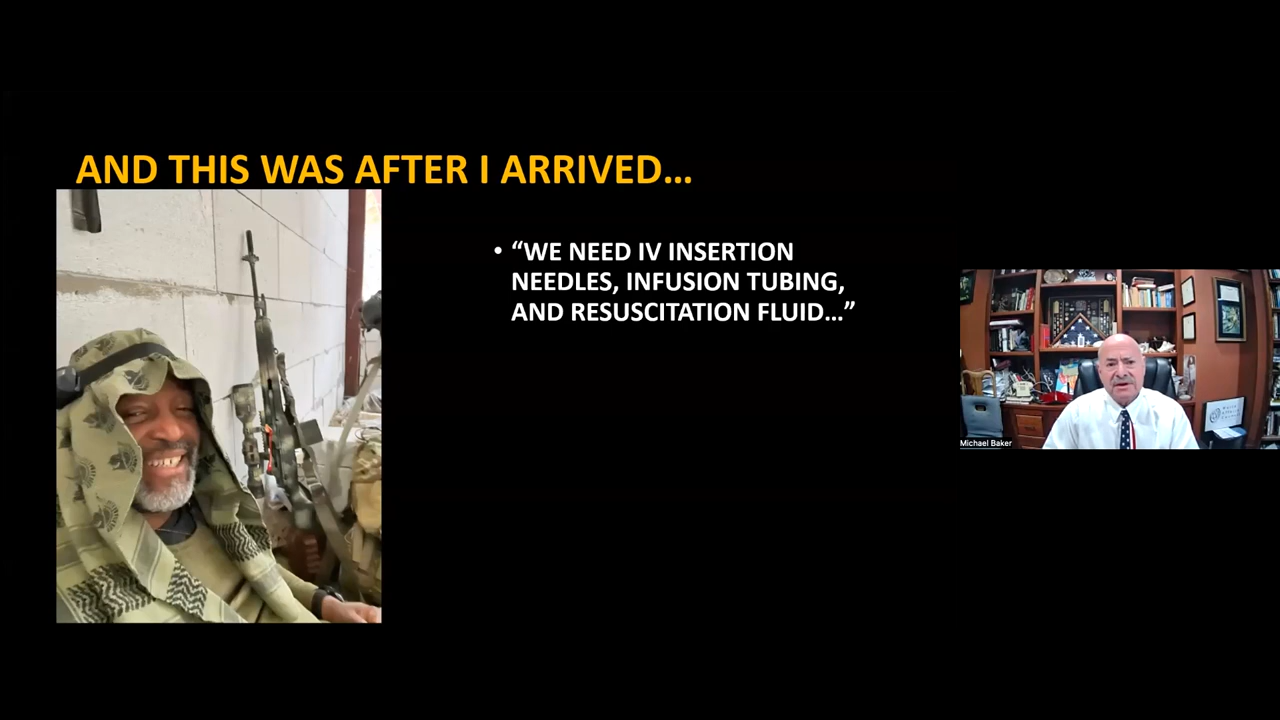 AND THIS WAS AFTER I ARRIVED…
• “WE NEED IV INSERTION
NEEDLES, INFUSION TUBING,
AND RESUSCITATION FLUID…”
Michael Baker